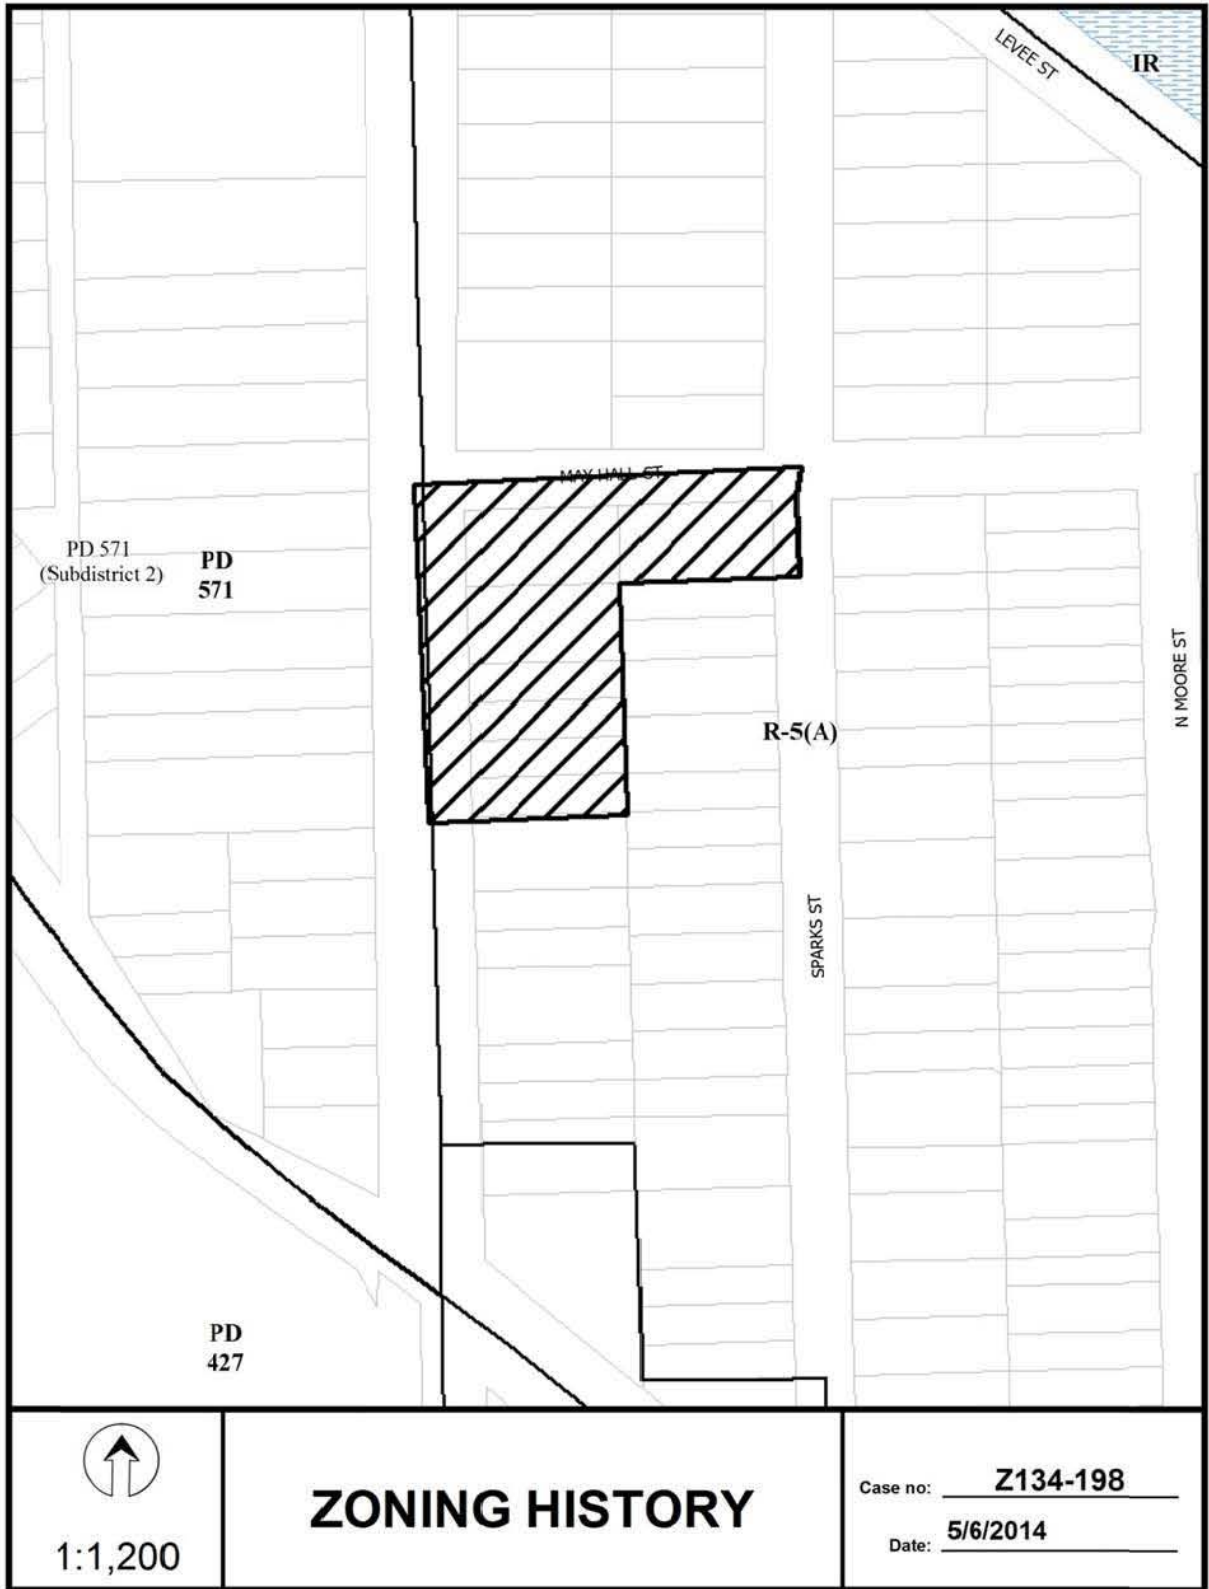 LEVEE ST
IR
MAY HALL ST
PD 571
(Subdistrict 2)
PD
571
N MOORE ST
R-5(A)
SPARKS ST
PD
427
1:1,200
ZONING HISTORY
Case no: Z134-198
Date: 5/6/2014